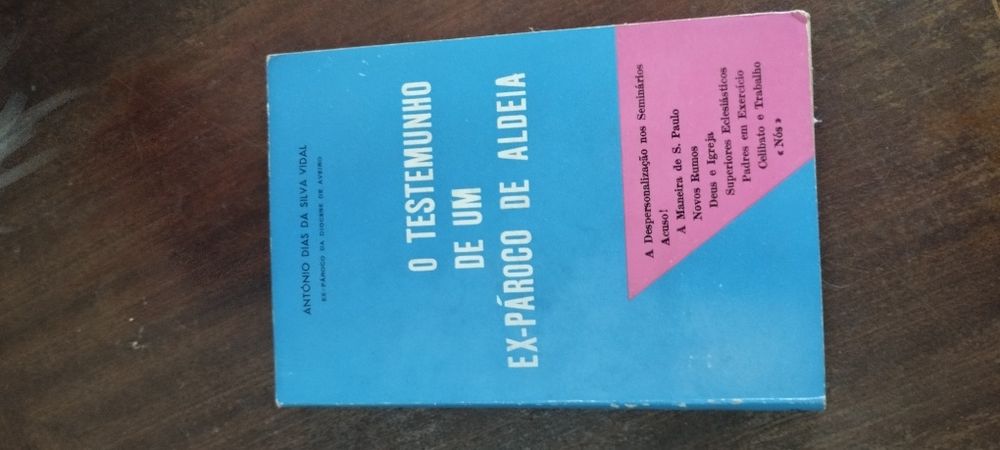 ANTÓNIO DIAS DA SILVA VIDAL
EX-PÁROCO DA DIOCESE DE AVEIRO
O TESTEMUNHO
DE UM
EX-PÁROCO DE ALDEIA
A Despersonalização nos Seminários
Acuso!
A Maneira de S. Paulo
Novos Rumos
Deus e Igreja
Superiores Eclesiásticos
Padres em Exercício
Celibato e Trabalho
« Nós »